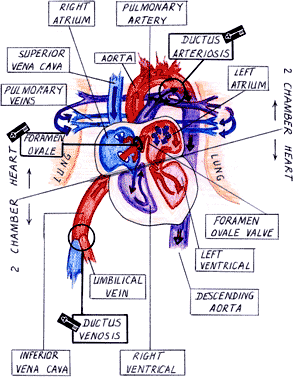 RIGHT
ATRIUM
PULMONARY
ARTERY
DUCTUS
ARTERIOSIS
SUPERIOR
VENA CAVA
AORTA
LEFT
ATRIUM
PULMONARY
VEINS
FORAMEN
OVALE
LUNG
LUNG
2 CHAMBER HEART
2 CHAMBER HEART
FORAMEN
OVALE VALVE
LEFT
VENTRICAL
UMBILICAL
VEIN
DESCENDING
AORTA
DUCTUS
VENOSIS
INFERIOR
VENA CAVA
RIGHT
VENTRICAL